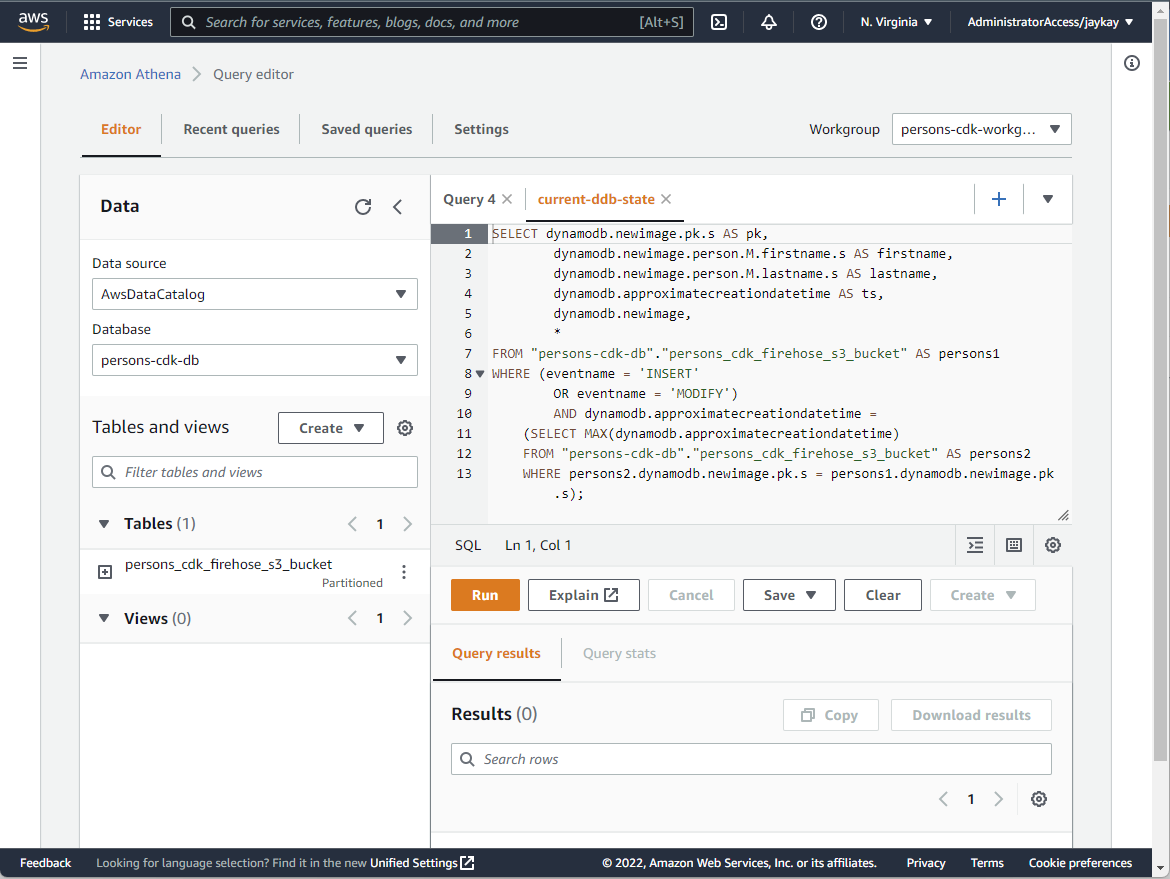 aws
Services
Search for services, features, blogs, docs, and more
[Alt+S]
N. Virginia
AdministratorAccess/jaykay
Amazon Athena
Query editor
Editor
Recent queries
Saved queries
Settings
Workgroup
persons-cdk-workg...
Data
Data source
AwsDataCatalog
Database
persons-cdk-db
Tables and views
Create
Filter tables and views
Tables (1)
1
persons_cdk_firehose_s3_bucket
Partitioned
Views (0)
1
Query 4
current-ddb-state
1 SELECT dynamodb.newimage.pk.s AS pk,
2 dynamodb.newimage.person.M.firstname.s AS firstname,
3 dynamodb.newimage.person.M.lastname.s AS lastname,
4 dynamodb.approximatecreationdatetime AS ts,
5 dynamodb.newimage,
6 *
7 FROM "persons-cdk-db"."persons_cdk_firehose_s3_bucket" AS persons1
8 WHERE (eventname = 'INSERT'
9 OR eventname = 'MODIFY')
10 AND dynamodb.approximatecreationdatetime =
11 (SELECT MAX(dynamodb.approximatecreationdatetime)
12 FROM "persons-cdk-db"."persons_cdk_firehose_s3_bucket" AS persons2
13 WHERE persons2.dynamodb.newimage.pk.s = persons1.dynamodb.newimage.pk
.s);
SQL
Ln 1, Col 1
Run
Explain
Cancel
Save
Clear
Create
Query results
Query stats
Results (0)
Copy
Download results
Search rows
1
Feedback
Looking for language selection? Find it in the new Unified Settings
© 2022, Amazon Web Services, Inc. or its affiliates.
Privacy
Terms
Cookie preferences